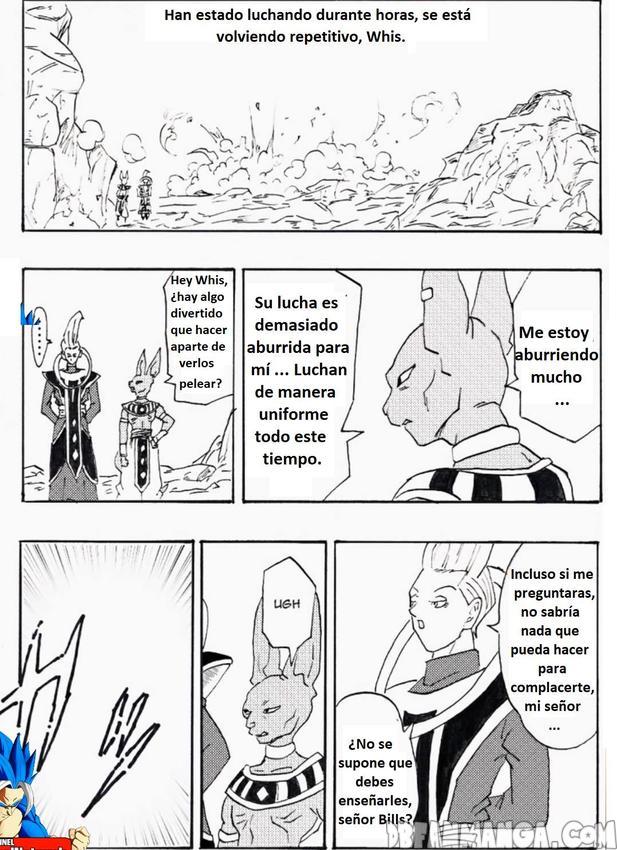 Han estado luchando durante horas, se está
volviendo repetitivo, Whis.
Hey Whis,
¿hay algo
divertido
que hacer
aparte de
verlos
pelear?
Su lucha es
demasiado
aburrida para
mí ... Luchan
de manera
uniforme
todo este
tiempo.
Me estoy
aburriendo
mucho
...
UGH
Incluso si me
preguntaras,
no sabría
nada que
pueda hacer
para
complacerte,
mi señor
...
¿No se
supone que
debes
enseñarles,
señor Bills?
DBFANMANGA.COM